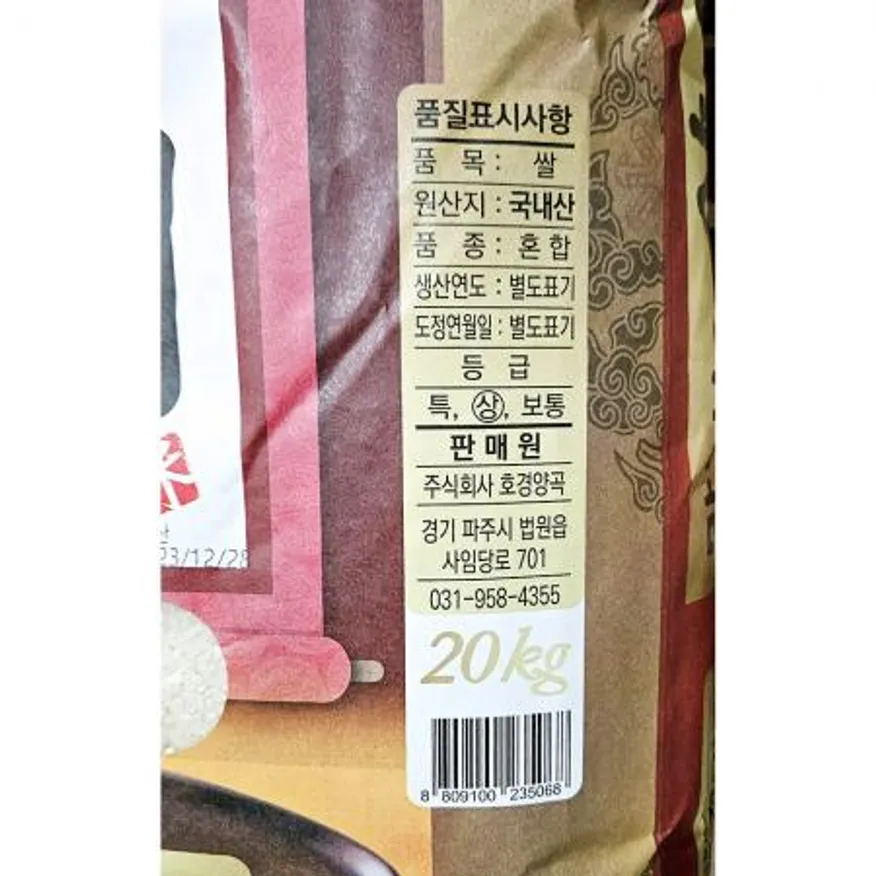 품질표시사항
품 목 : 쌀
원산지 : 국내산
품 종 : 혼합
생산연도 : 별도표기
도정연월일 : 별도표기
등 급
특, 상, 보통
판매원
주식회사 호경양곡
경기 파주시 법원읍
사임당로 701
031-958-4355
20kg
8 809100 235068
23/12/28